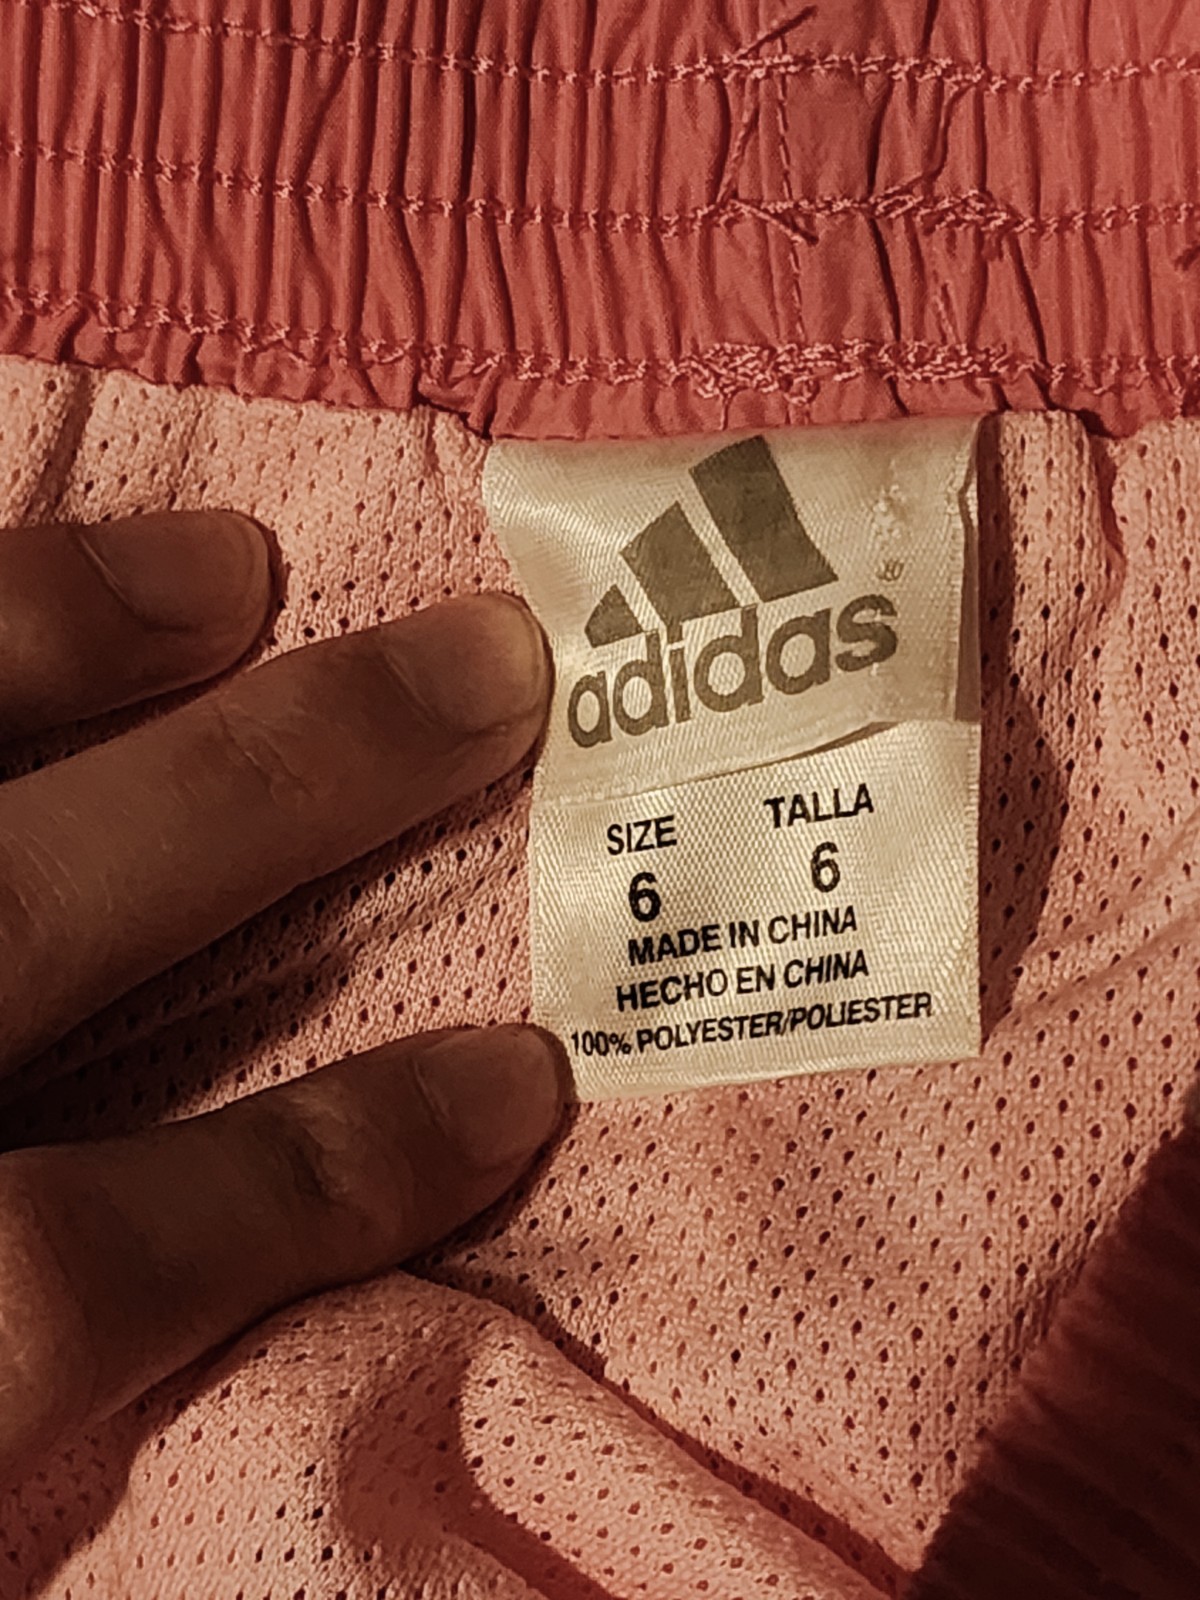 adidas®
SIZE TALLA
6 6
MADE IN CHINA
HECHO EN CHINA
100% POLYESTER/POLIESTER